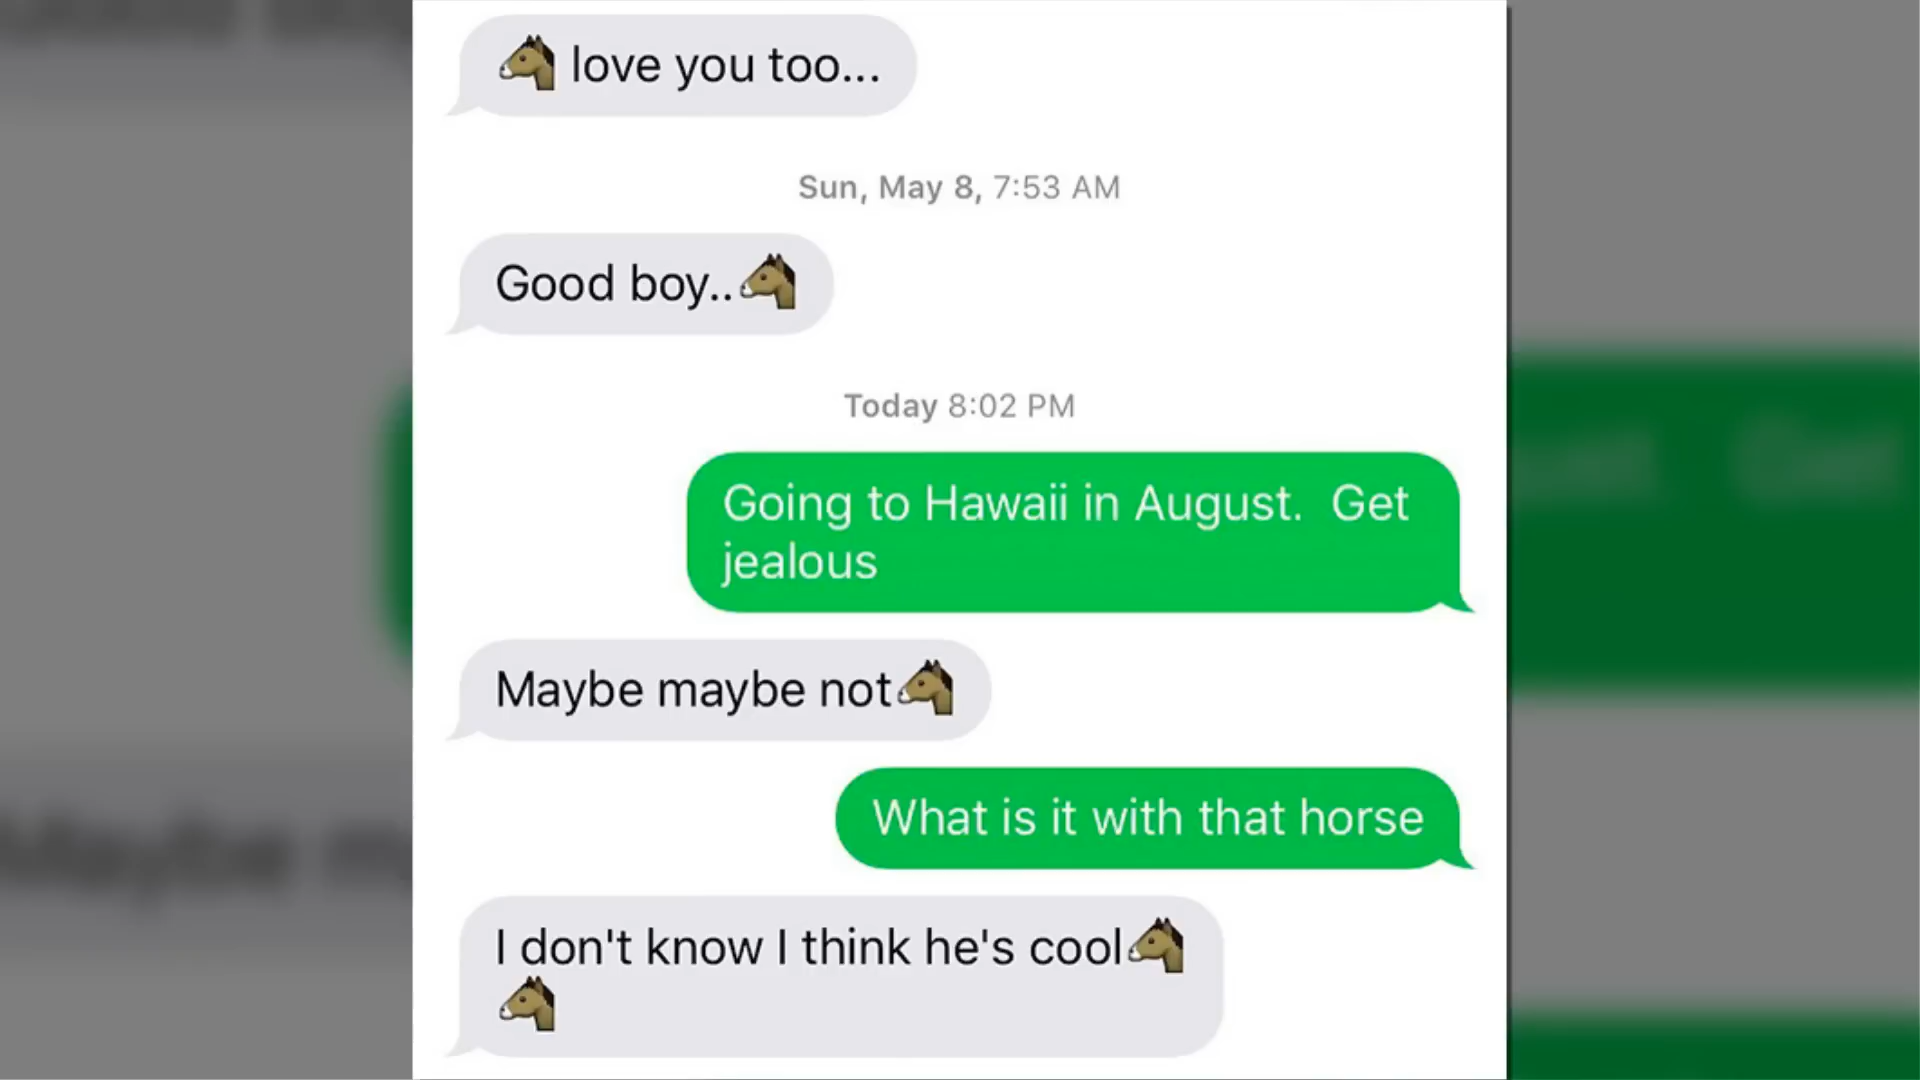 🐴 love you too...
Sun, May 8, 7:53 AM
Good boy..🐴
Today 8:02 PM
Going to Hawaii in August.  Get
jealous
Maybe maybe not🐴
What is it with that horse
I don't know I think he's cool🐴
🐴